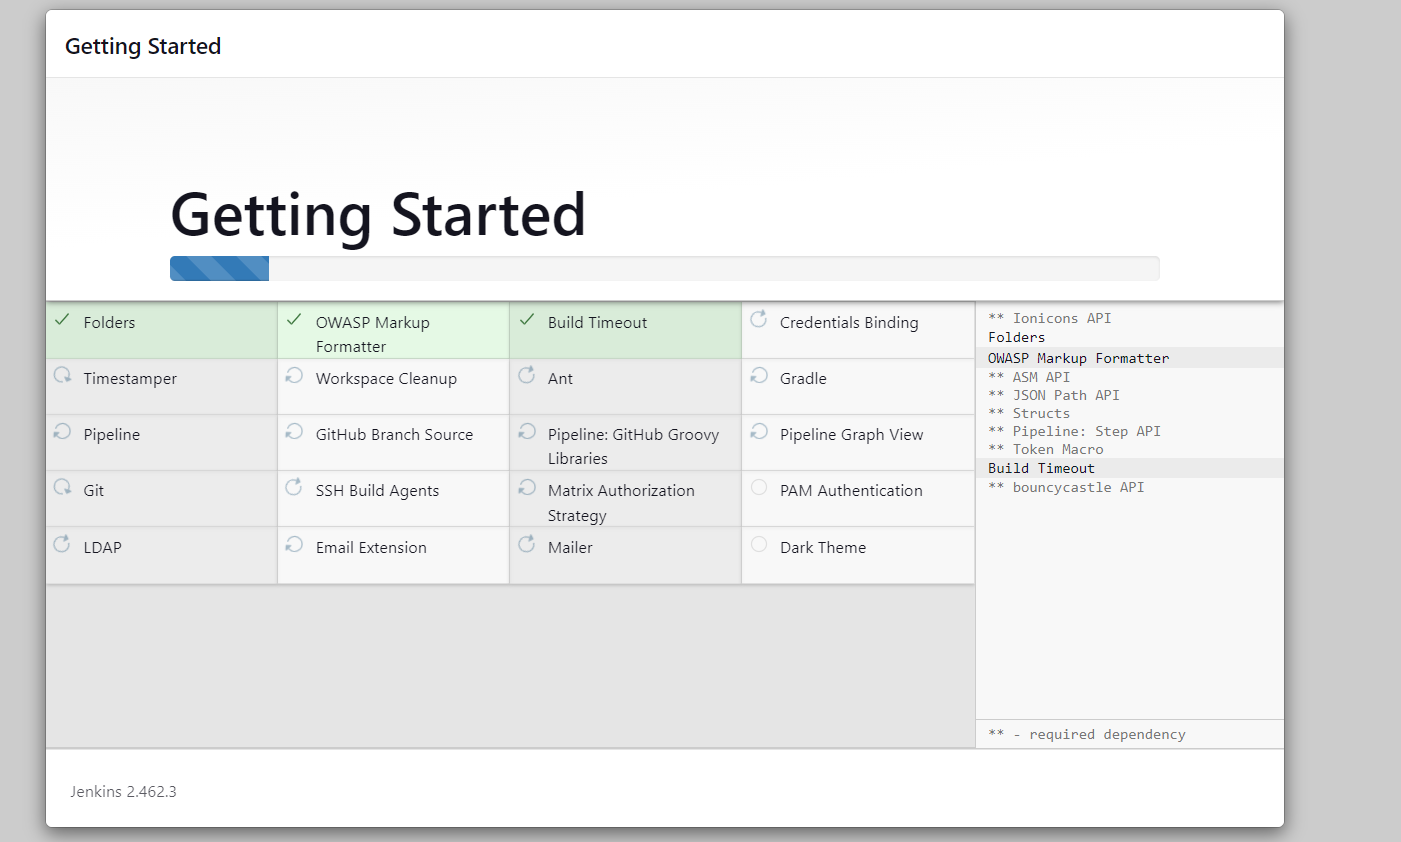 Getting Started
Getting Started
Folders
OWASP Markup
Formatter
Build Timeout
Credentials Binding
Timestamper
Workspace Cleanup
Ant
Gradle
Pipeline
GitHub Branch Source
Pipeline: GitHub Groovy
Libraries
Pipeline Graph View
Git
SSH Build Agents
Matrix Authorization
Strategy
PAM Authentication
LDAP
Email Extension
Mailer
Dark Theme
** Ionicons API
Folders
OWASP Markup Formatter
** ASM API
** JSON Path API
** Structs
** Pipeline: Step API
** Token Macro
Build Timeout
** bouncycastle API
** - required dependency
Jenkins 2.462.3